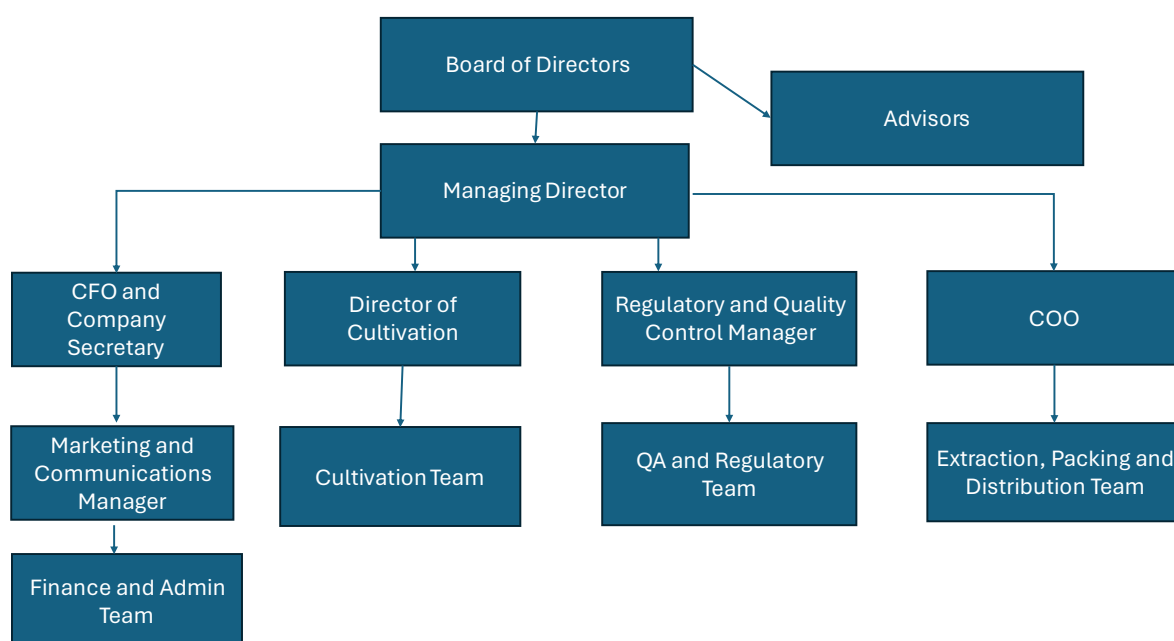 Board of Directors
Advisors
Managing Director
CFO and
Company
Secretary
Director of
Cultivation
Regulatory and Quality
Control Manager
COO
Marketing and
Communications
Manager
Cultivation Team
QA and Regulatory
Team
Extraction, Packing and
Distribution Team
Finance and Admin
Team